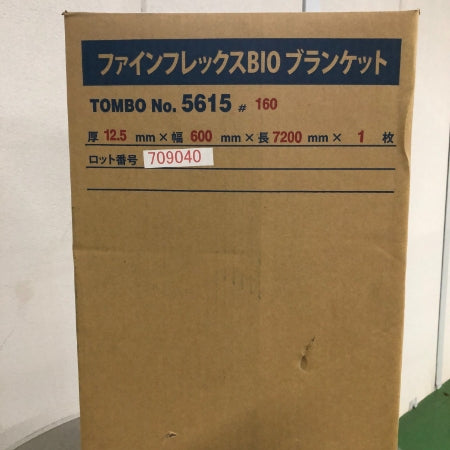 ファインフレックスBIO ブランケット
TOMBO No. 5615 # 160
厚 12.5 mm × 幅 600 mm × 長 7200 mm × 1 枚
ロット番号 709040